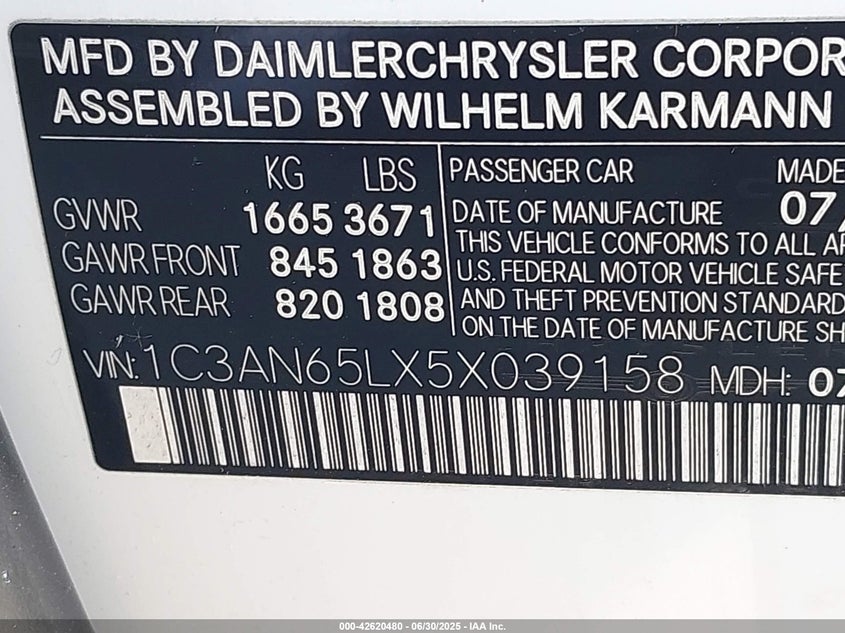 MFD BY DAIMLERCHRYSLER CORPOR
ASSEMBLED BY WILHELM KARMANN
KG LBS
GVWR 1665 3671
GAWR FRONT 845 1863
GAWR REAR 820 1808
PASSENGER CAR MADE
DATE OF MANUFACTURE 07
THIS VEHICLE CONFORMS TO ALL AP
U.S. FEDERAL MOTOR VEHICLE SAFE
AND THEFT PREVENTION STANDARD
ON THE DATE OF MANUFACTURE SH
VIN: 1C3AN65LX5X039158 MDH: 07
000-42620480 - 06/30/2025 - IAA Inc.